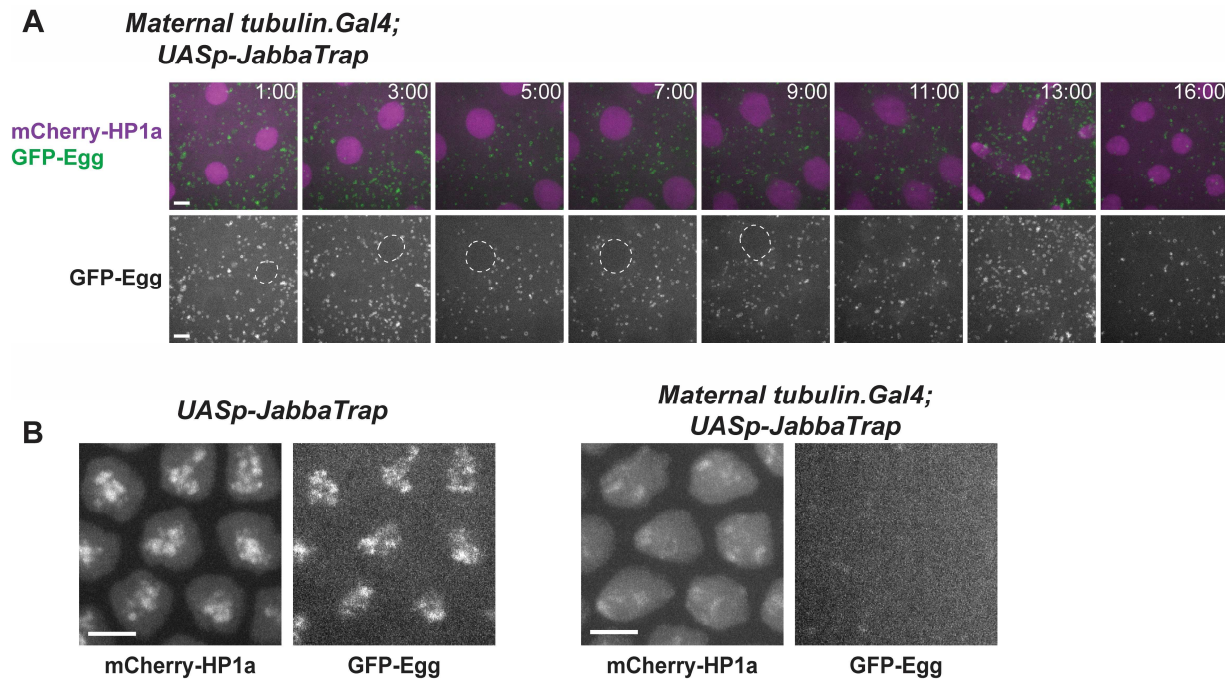 A
Maternal tubulin.Gal4;
UASp-JabbaTrap
1:00 3:00 5:00 7:00 9:00 11:00 13:00 16:00
mCherry-HP1a
GFP-Egg
GFP-Egg
B
UASp-JabbaTrap
Maternal tubulin.Gal4;
UASp-JabbaTrap
mCherry-HP1a GFP-Egg mCherry-HP1a GFP-Egg